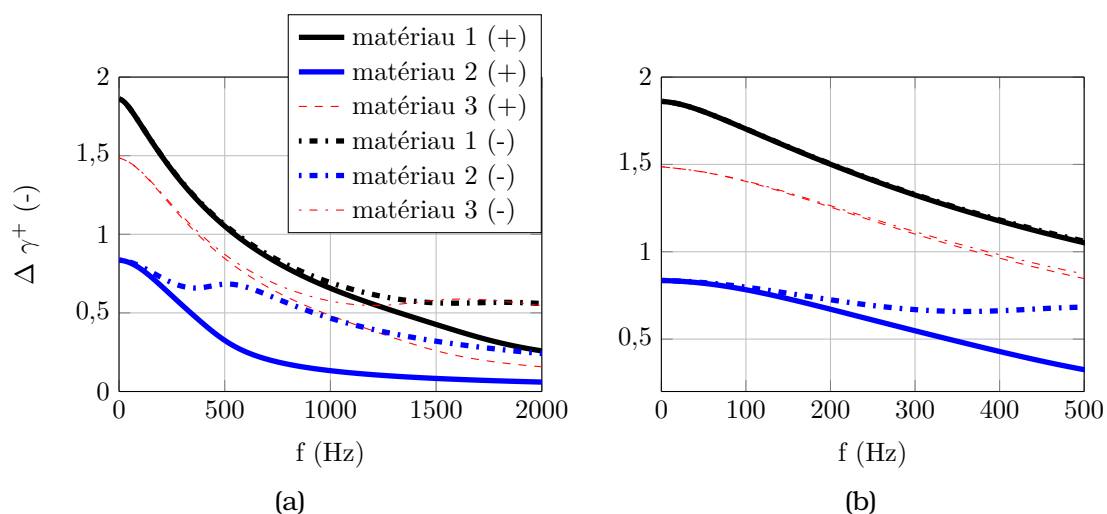 matériau 1 (+)
matériau 2 (+)
matériau 3 (+)
matériau 1 (-)
matériau 2 (-)
matériau 3 (-)
2
1,5
1
0,5
0
Δ γ+ (-)
0 500 1000 1500 2000
f (Hz)
(a)
2
1,5
1
0,5
0 100 200 300 400 500
f (Hz)
(b)